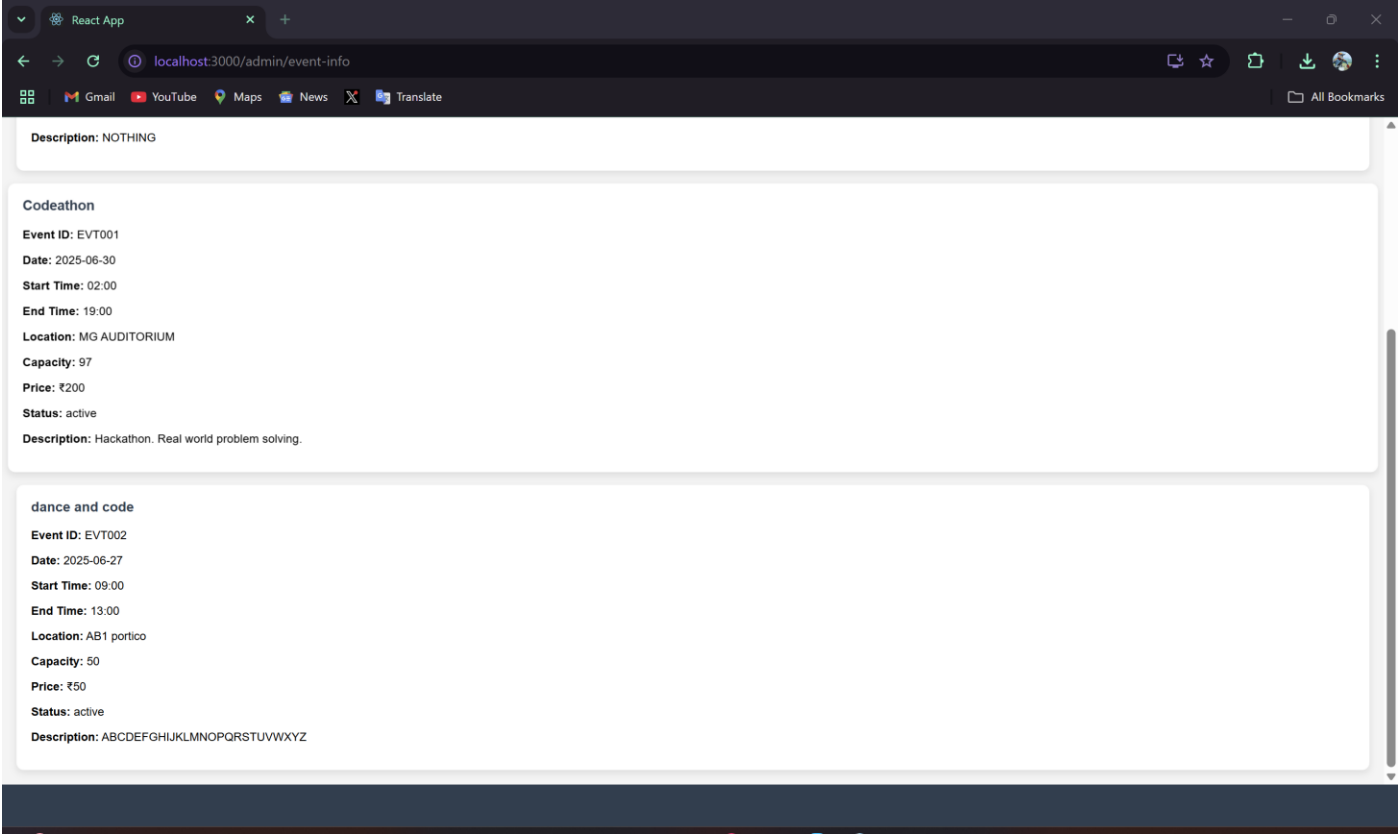 React App
localhost:3000/admin/event-info
Gmail YouTube Maps News Translate All Bookmarks
Description: NOTHING
Codeathon
Event ID: EVT001
Date: 2025-06-30
Start Time: 02:00
End Time: 19:00
Location: MG AUDITORIUM
Capacity: 97
Price: ₹200
Status: active
Description: Hackathon. Real world problem solving.
dance and code
Event ID: EVT002
Date: 2025-06-27
Start Time: 09:00
End Time: 13:00
Location: AB1 portico
Capacity: 50
Price: ₹50
Status: active
Description: ABCDEFGHIJKLMNOPQRSTUVWXYZ